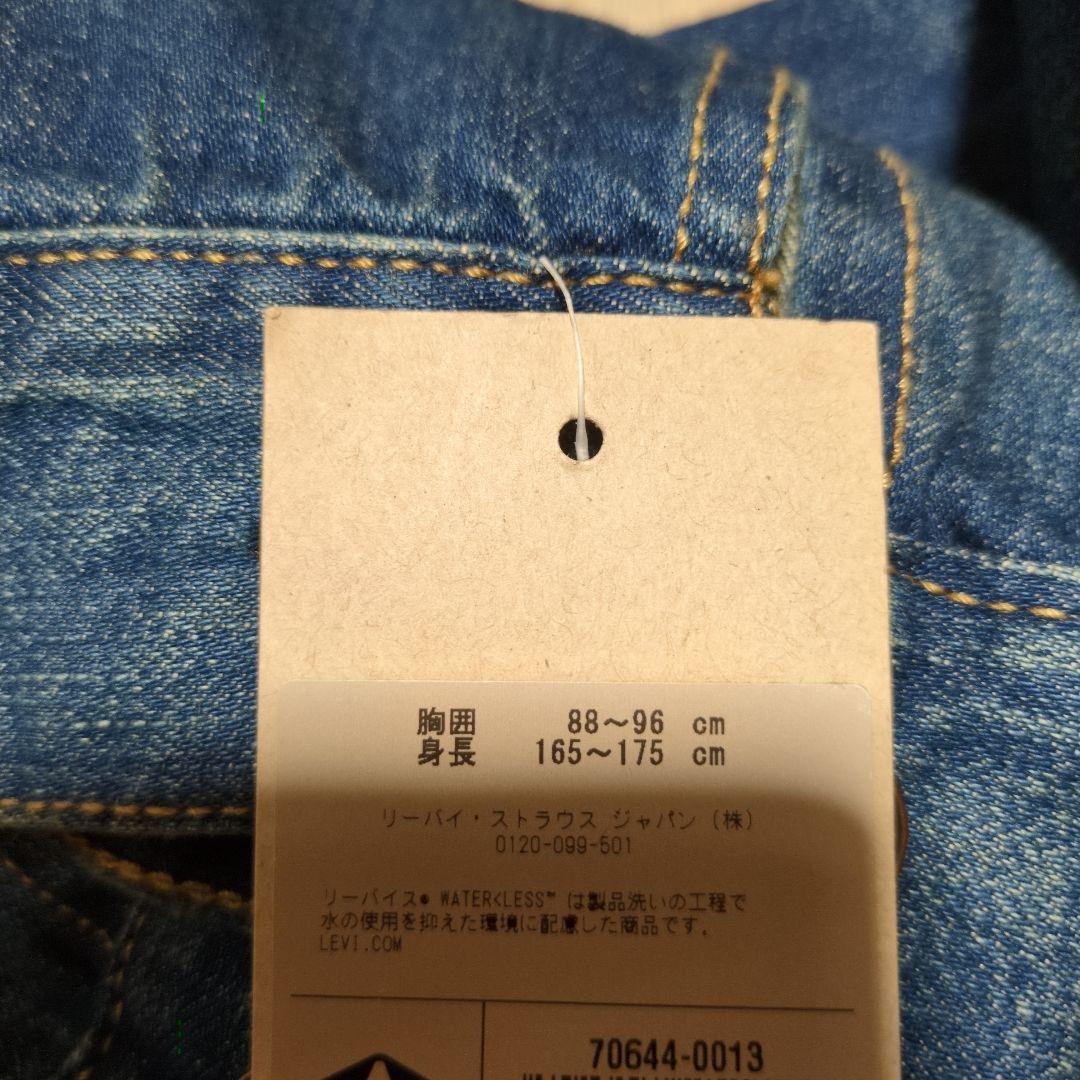 胸囲 88～96 cm
身長 165～175 cm
リーバイ・ストラウス ジャパン（株）
0120-099-501
リーバイス® WATER<LESS™ は製品洗いの工程で
水の使用を抑えた環境に配慮した商品です。
LEVI.COM
70644-0013